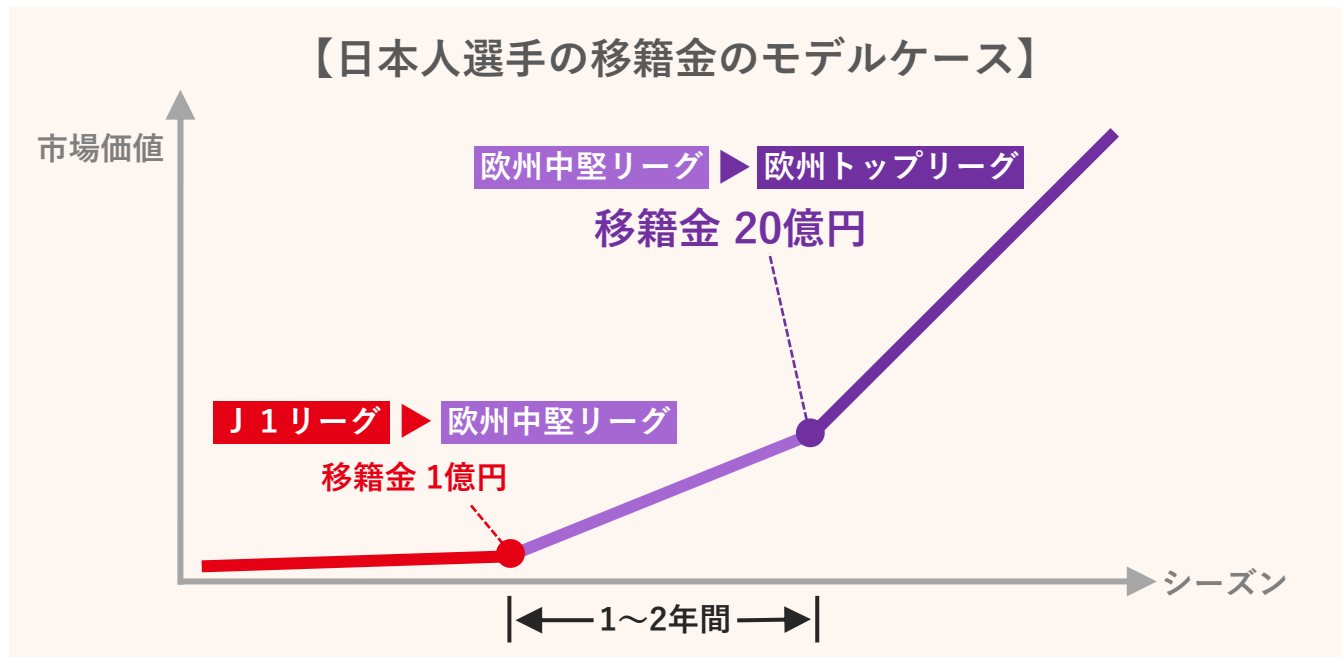 【日本人選手の移籍金のモデルケース】
市場価値
欧州中堅リーグ ▶ 欧州トップリーグ
移籍金 20億円
J1リーグ ▶ 欧州中堅リーグ
移籍金 1億円
シーズン
1〜2年間